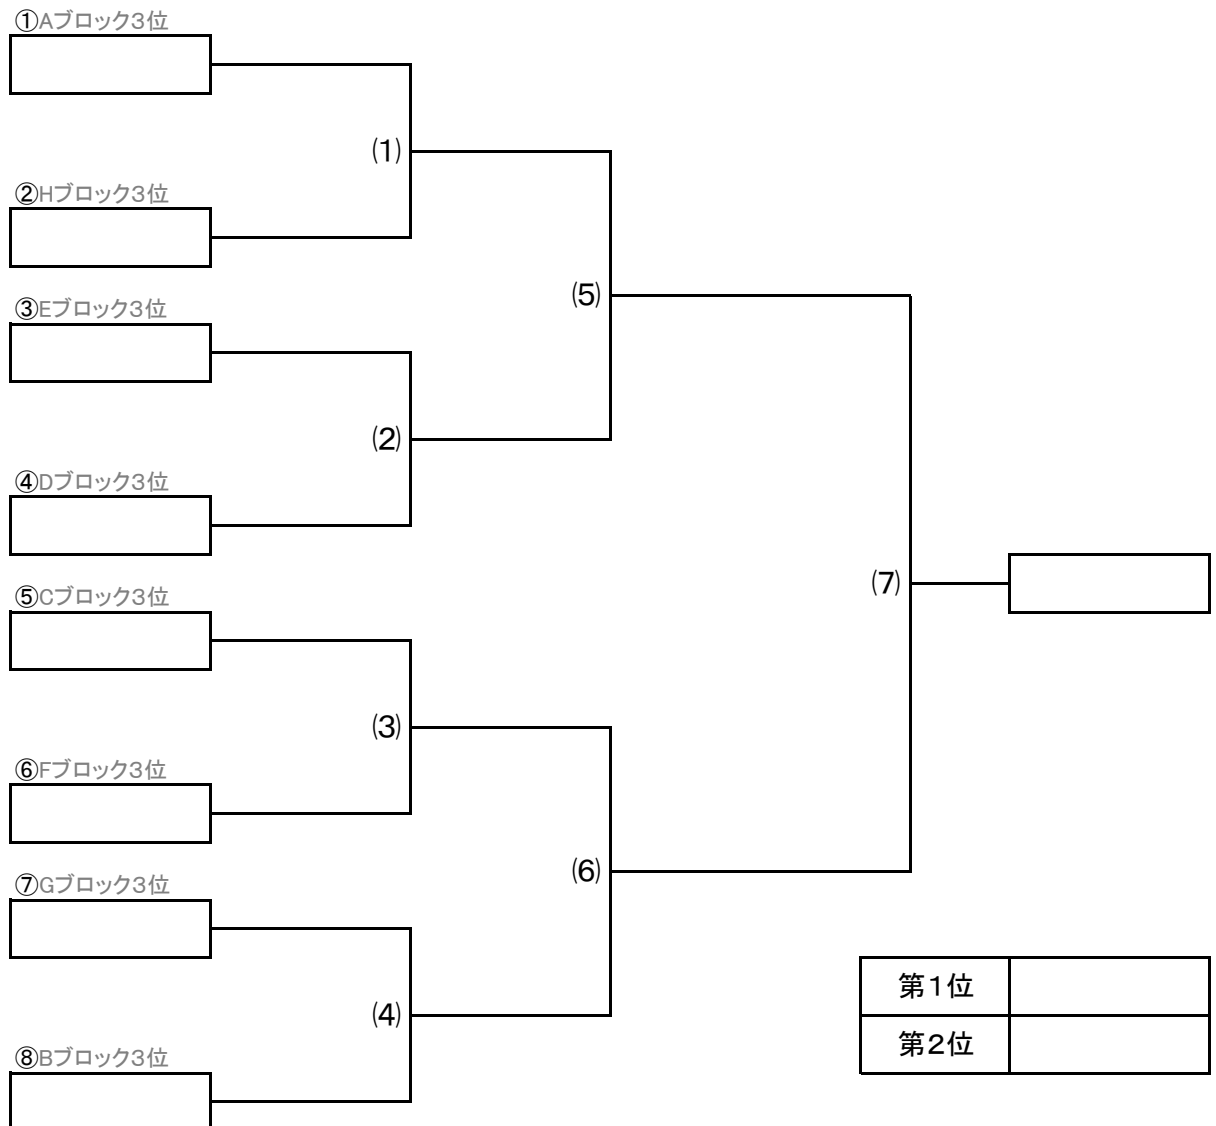 ①Aブロック3位
⑴
②Hブロック3位
⑸
③Eブロック3位
⑵
④Dブロック3位
⑺
⑤Cブロック3位
⑶
⑥Fブロック3位
⑹
⑦Gブロック3位
⑷
⑧Bブロック3位
第1位
第2位